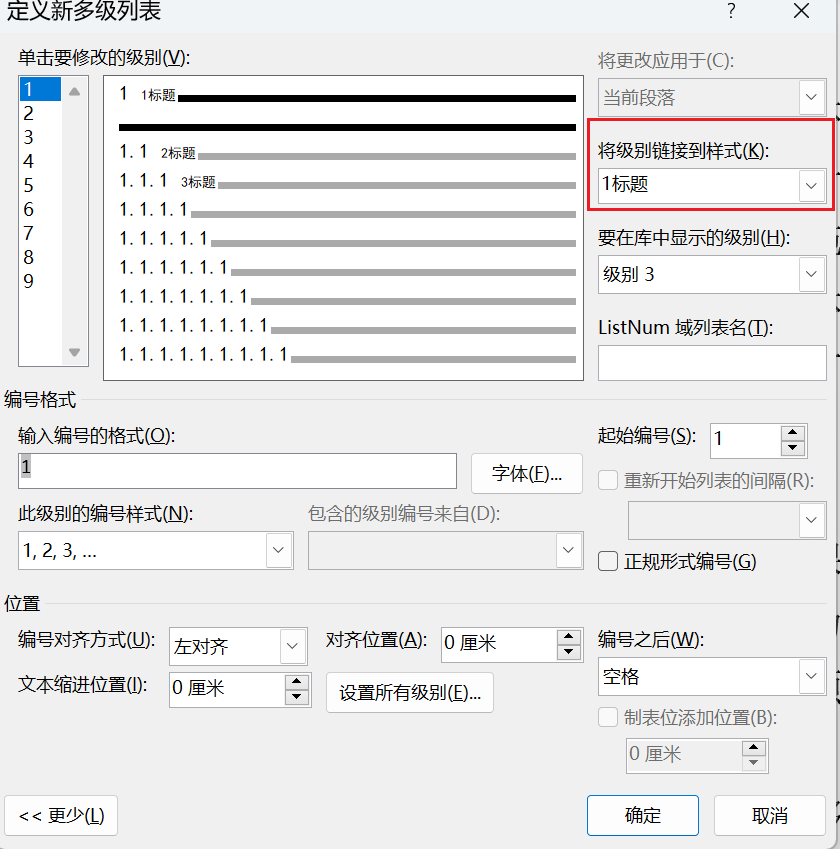 定义新多级列表
?
单击要修改的级别(V):
1
2
3
4
5
6
7
8
9
1 1标题
1.1 2标题
1.1.1 3标题
1.1.1.1
1.1.1.1.1
1.1.1.1.1.1
1.1.1.1.1.1.1
1.1.1.1.1.1.1.1
1.1.1.1.1.1.1.1.1
将更改应用于(C):
当前段落
将级别链接到样式(K):
1标题
要在库中显示的级别(H):
级别 3
ListNum 域列表名(T):
编号格式
输入编号的格式(O):
1
字体(F)...
起始编号(S): 1
重新开始列表的间隔(R):
此级别的编号样式(N):
1, 2, 3, ...
包含的级别编号来自(D):
正规形式编号(G)
位置
编号对齐方式(U): 左对齐
对齐位置(A): 0 厘米
编号之后(W):
空格
文本缩进位置(I): 0 厘米
设置所有级别(E)...
制表位添加位置(B):
0 厘米
<< 更少(L)
确定
取消